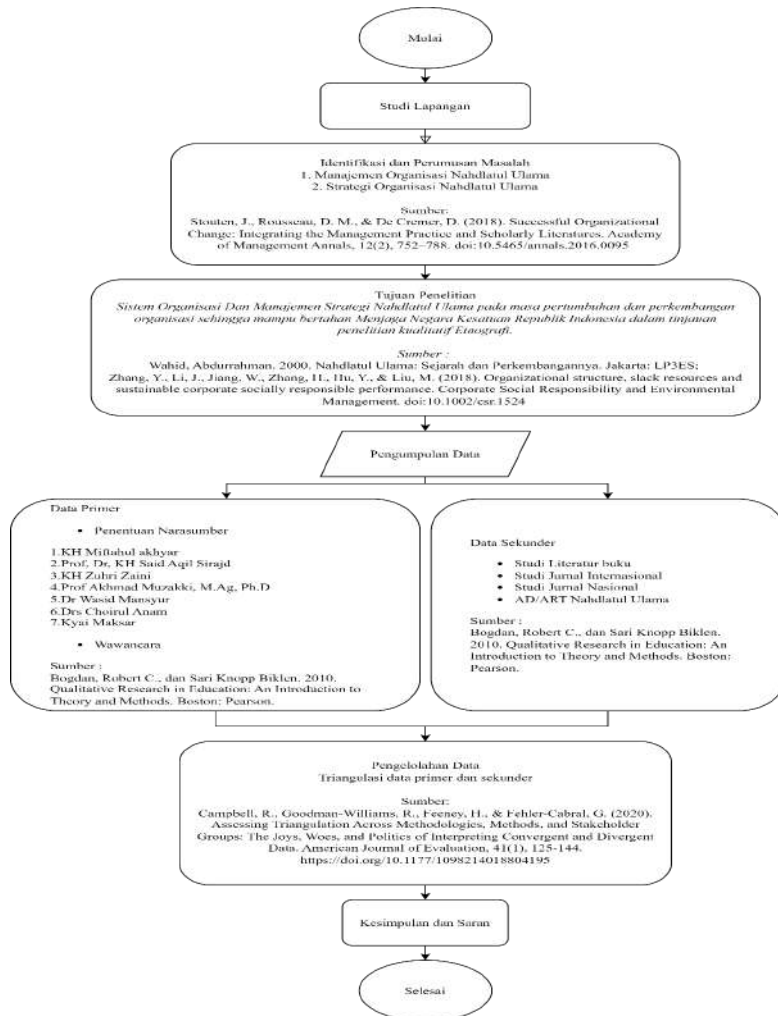 Mulai
Studi Lapangan
Identifikasi dan Perumusan Masalah
1. Manajemen Organisasi Nahdlatul Ulama
2. Strategi Organisasi Nahdlatul Ulama
Sumber:
Stouten, J., Rousseau, D. M., & De Cremer, D. (2018). Successful Organizational
Change: Integrating the Management Practice and Scholarly Literatures. Academy
of Management Annals, 12(2), 752–788. doi:10.5465/annals.2016.0095
Tujuan Penelitian
Sistem Organisasi Dan Manajemen Strategi Nahdlatul Ulama pada masa pertumbuhan dan perkembangan
organisasi sehingga mampu bertahan Menjaga Negara Kesatuan Republik Indonesia dalam tinjauan
penelitian kualitatif Etnografi.
Sumber :
Wahid, Abdurrahman. 2000. Nahdlatul Ulama: Sejarah dan Perkembangannya. Jakarta: LP3ES;
Zhang, Y., Li, J., Jiang, W., Zhang, H., Hu, Y., & Liu, M. (2018). Organizational structure, slack resources and
sustainable corporate socially responsible performance. Corporate Social Responsibility and Environmental
Management. doi:10.1002/csr.1524
Pengumpulan Data
Data Primer
• Penentuan Narasumber
1.KH Miftahul akhyar
2.Prof, Dr, KH Said Aqil Sirajd
3.KH Zuhri Zaini
4.Prof Akhmad Muzakki, M.Ag, Ph.D
5.Dr Wasid Mansyur
6.Drs Choirul Anam
7.Kyai Maksar
• Wawancara
Sumber :
Bogdan, Robert C., dan Sari Knopp Biklen. 2010.
Qualitative Research in Education: An Introduction to
Theory and Methods. Boston: Pearson.
Data Sekunder
• Studi Literatur buku
• Studi Jurnal Internasional
• Studi Jurnal Nasional
• AD/ART Nahdlatul Ulama
Sumber :
Bogdan, Robert C., dan Sari Knopp Biklen.
2010. Qualitative Research in Education: An
Introduction to Theory and Methods. Boston:
Pearson.
Pengelolahan Data
Triangulasi data primer dan sekunder
Sumber:
Campbell, R., Goodman-Williams, R., Feeney, H., & Fehler-Cabral, G. (2020).
Assessing Triangulation Across Methodologies, Methods, and Stakeholder
Groups: The Joys, Woes, and Politics of Interpreting Convergent and Divergent
Data. American Journal of Evaluation, 41(1), 125-144.
https://doi.org/10.1177/1098214018804195
Kesimpulan dan Saran
Selesai